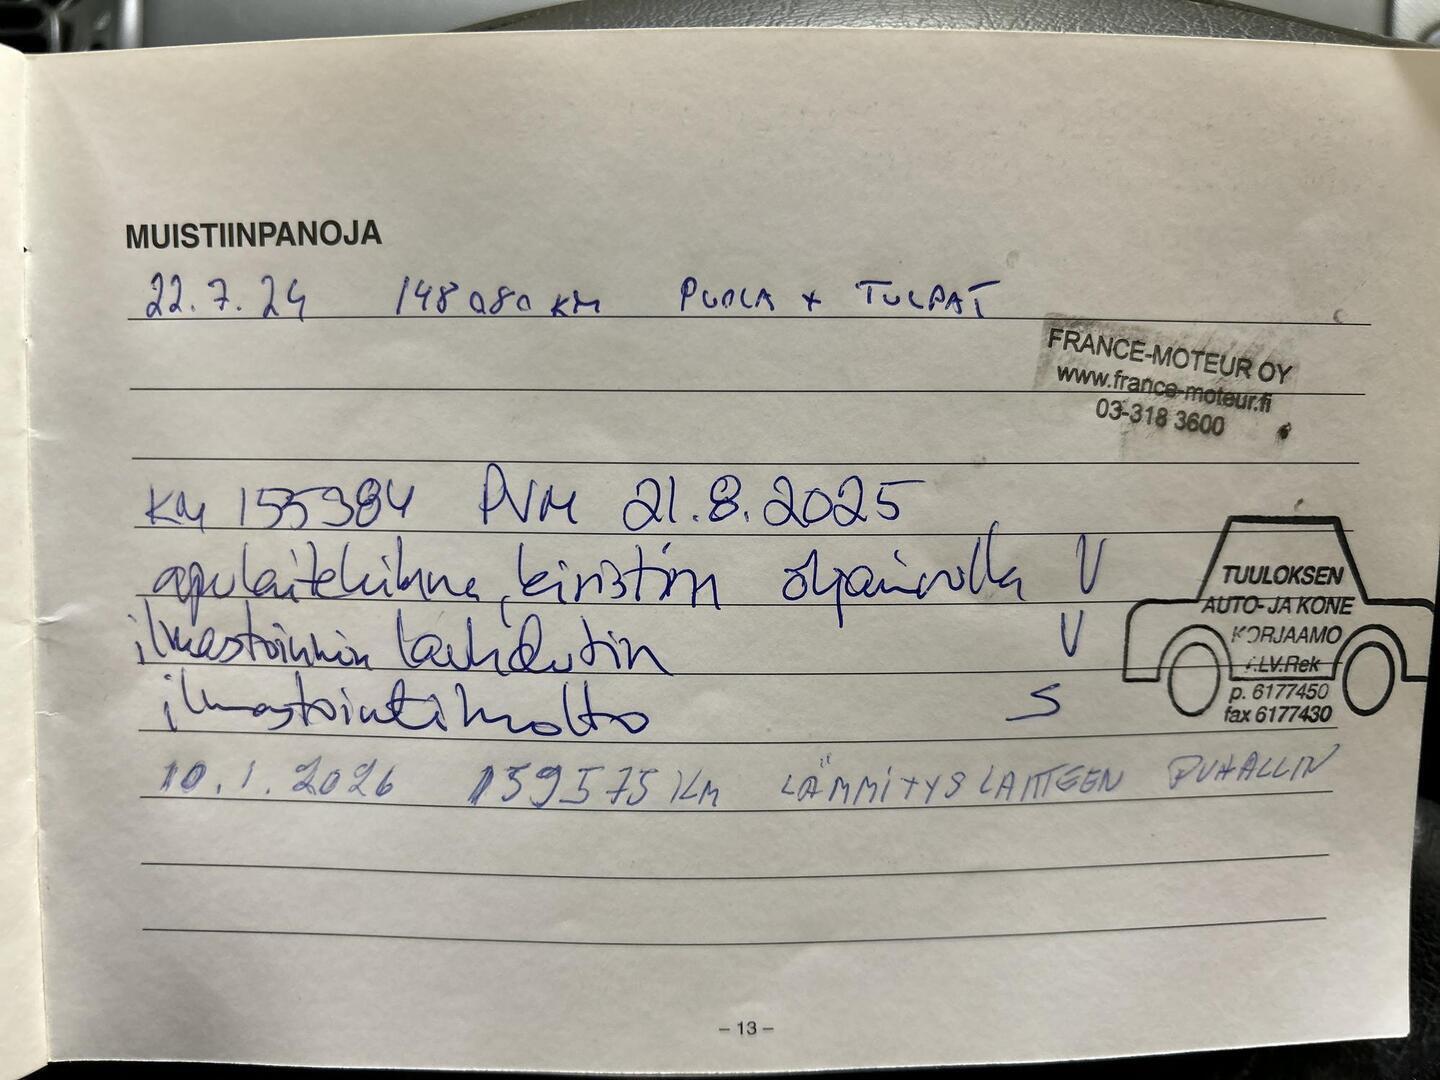 MUISTIINPANOJA
22.7.24 148080 KM PUOLA + TULPAT
FRANCE-MOTEUR OY
www.france-moteur.fi
03-318 3600
KM 155384 PVM 21.8.2025
apulaitehihna, kiristin ohjainrulla V
ilmastoinnin lauhdutin V
ilmastointihuolto S
TUULOKSEN
AUTO- JA KONE
KORJAAMO
ALV.Rek
p. 6177450
fax 6177430
10.1.2026 159575 KM LÄMMITYSLAITTEEN PUHALLIN
– 13 –